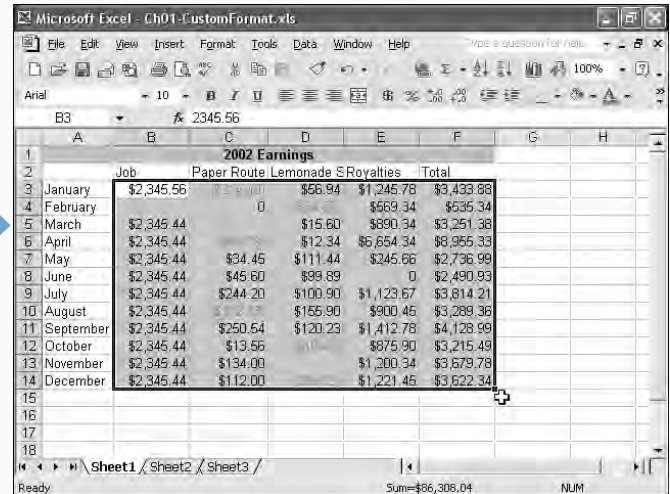 Microsoft Excel - Ch01-CustomFormat.xls
File Edit View Insert Format Tools Data Window Help Type a question for help
100%
Arial 10 B I U
B3 fx 2345.56
A B C D E F G H
1 2002 Earnings
2 Job Paper Route Lemonade S Royalties Total
3 January $2,345.56 $56.94 $1,245.78 $3,433.88
4 February 0 $569.34 $535.34
5 March $2,345.44 $15.60 $890.34 $3,251.38
6 April $2,345.44 $12.34 $6,654.34 $8,955.33
7 May $2,345.44 $34.45 $111.44 $245.66 $2,736.99
8 June $2,345.44 $45.60 $99.89 0 $2,490.93
9 July $2,345.44 $244.20 $100.90 $1,123.67 $3,814.21
10 August $2,345.44 $155.90 $900.45 $3,289.36
11 September $2,345.44 $250.54 $120.23 $1,412.78 $4,128.99
12 October $2,345.44 $13.56 $875.90 $3,215.49
13 November $2,345.44 $134.00 $1,200.34 $3,679.78
14 December $2,345.44 $112.00 $1,221.45 $3,622.34
15
16
17
18
Sheet1 Sheet2 Sheet3
Ready Sum=$86,308.04 NUM